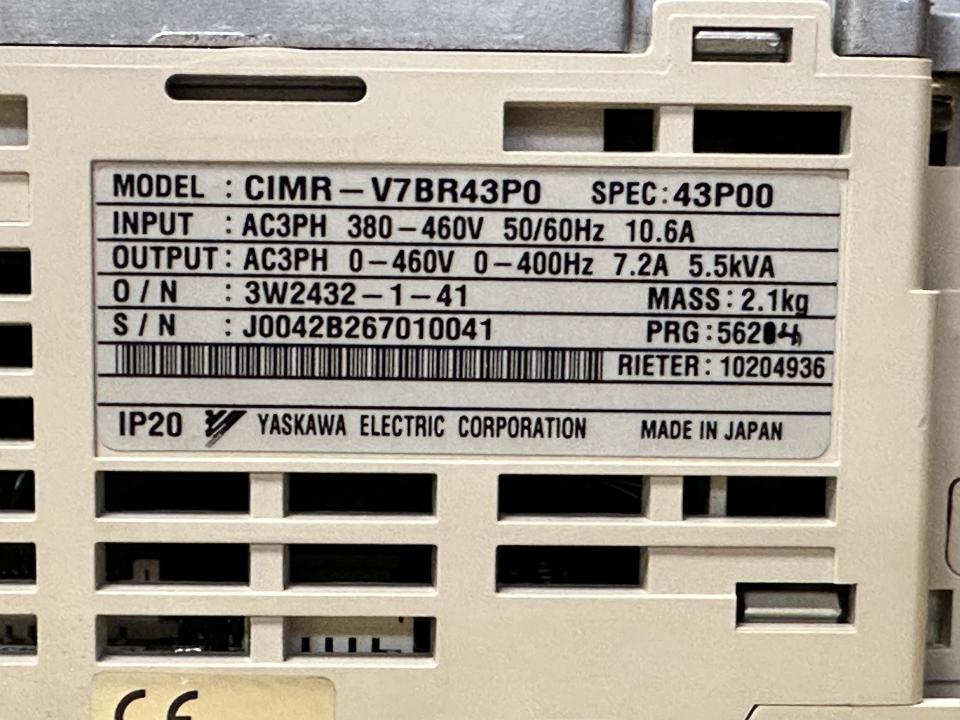 MODEL : CIMR-V7BR43P0 SPEC: 43P00
INPUT : AC3PH 380-460V 50/60Hz 10.6A
OUTPUT : AC3PH 0-460V 0-400Hz 7.2A 5.5kVA
O / N : 3W2432-1-41 MASS : 2.1kg
S / N : J0042B267010041 PRG : 562
RIETER : 10204936
IP20 YASKAWA ELECTRIC CORPORATION MADE IN JAPAN
CE